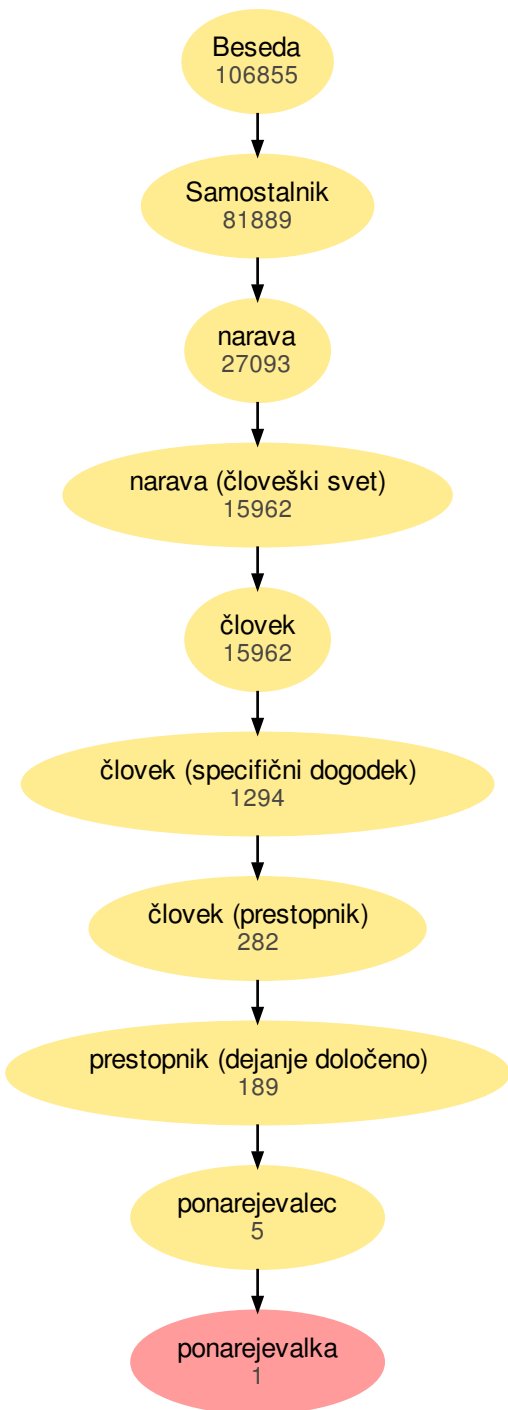 Beseda
106855
Samostalnik
81889
narava
27093
narava (človeški svet)
15962
človek
15962
človek (specifični dogodek)
1294
človek (prestopnik)
282
prestopnik (dejanje določeno)
189
ponarejevalec
5
ponarejevalka
1